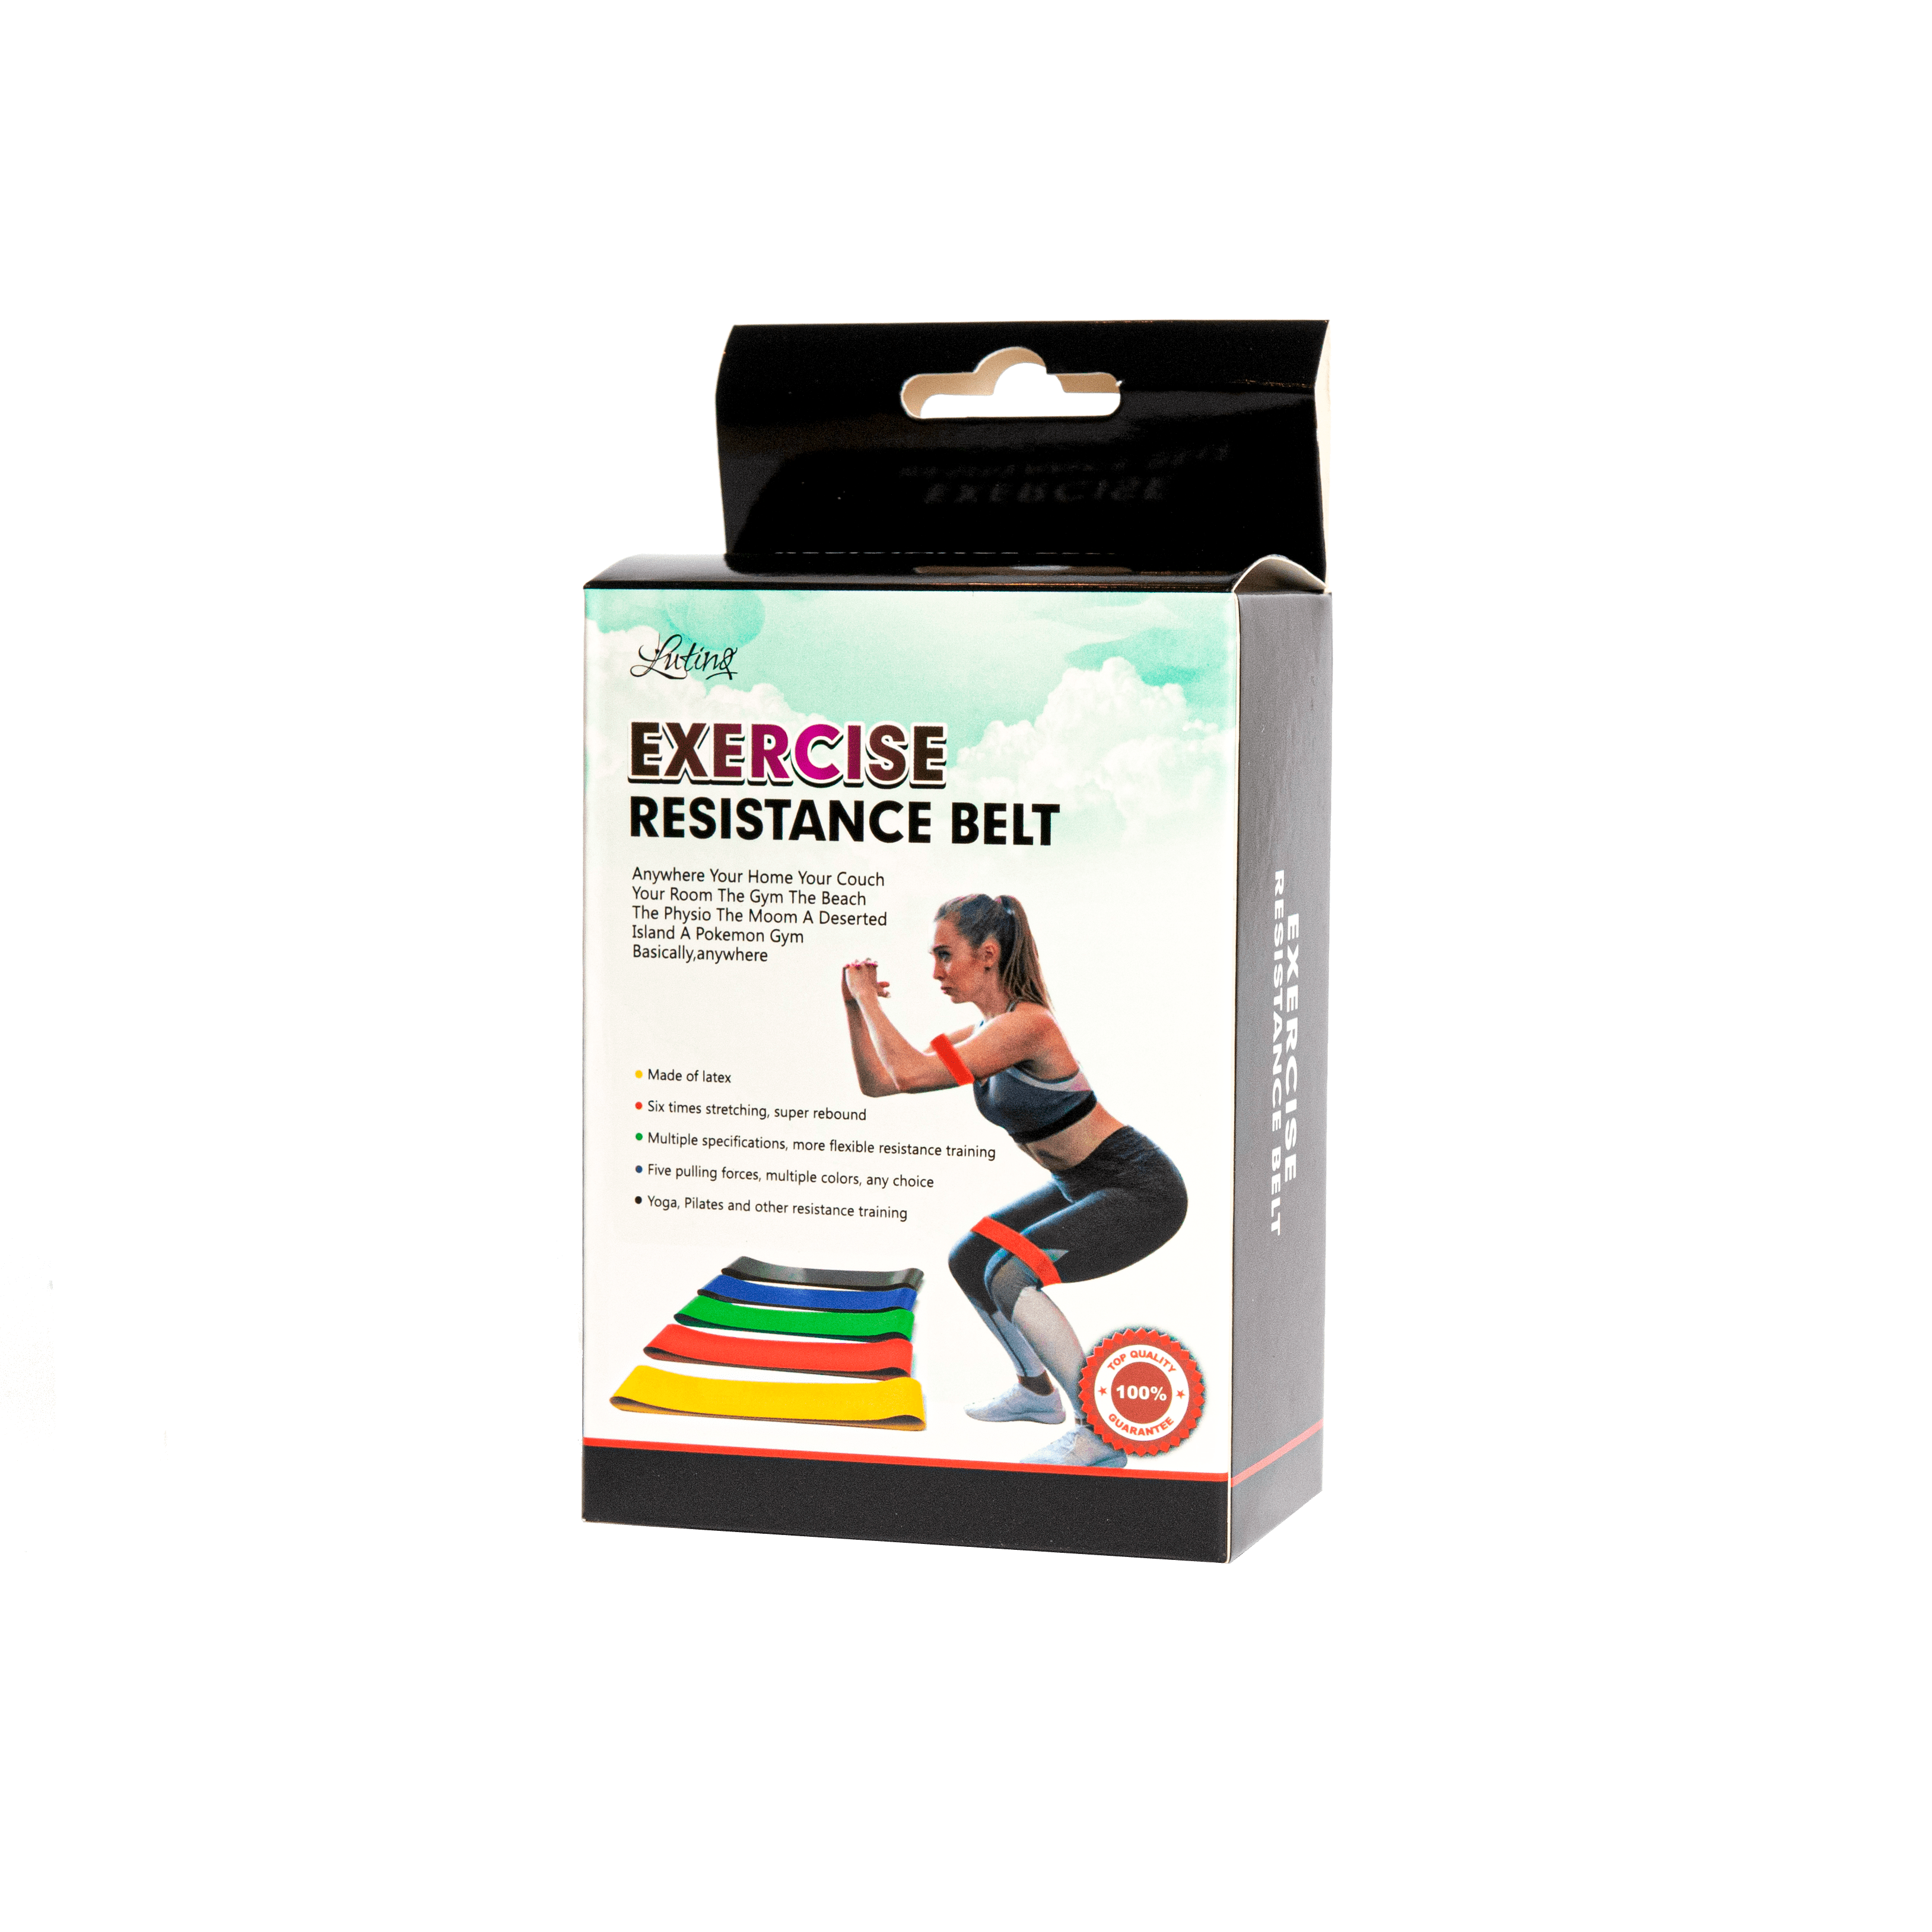 Luting
EXERCISE
RESISTANCE BELT
Anywhere Your Home Your Couch
Your Room The Gym The Beach
The Physio The Moom A Deserted
Island A Pokemon Gym
Basically,anywhere
Made of latex
Six times stretching, super rebound
Multiple specifications, more flexible resistance training
Five pulling forces, multiple colors, any choice
Yoga, Pilates and other resistance training
TOP QUALITY
100%
GUARANTEE
EXERCISE
RESISTANCE BELT